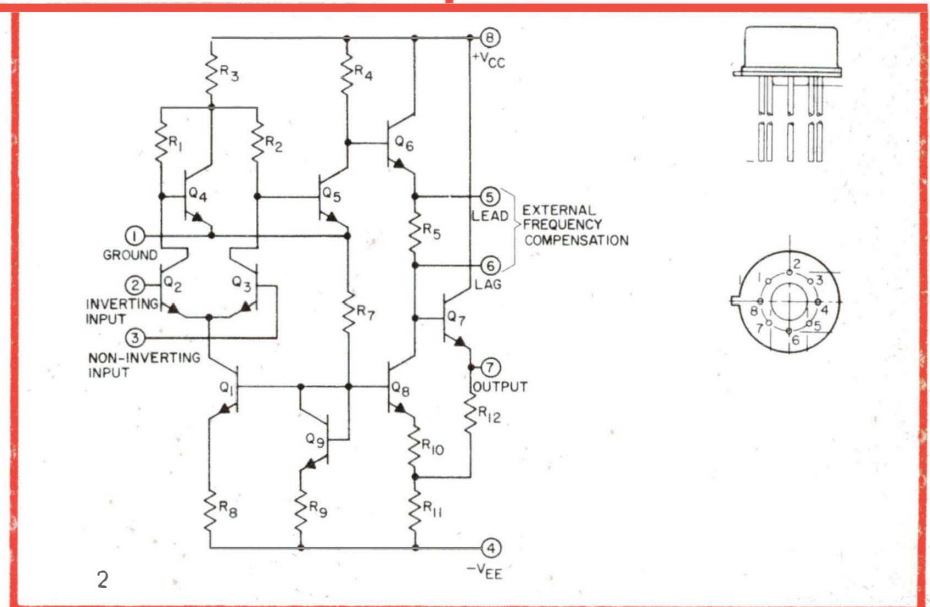 8
+VCC
R3
R4
R1
R2
Q6
Q4
Q5
5
LEAD
EXTERNAL
FREQUENCY
COMPENSATION
R5
1
GROUND
6
LAG
2
INVERTING
INPUT
Q2
Q3
R7
Q7
3
NON-INVERTING
INPUT
7
OUTPUT
Q1
Q8
R12
Q9
R10
R8
R9
R11
4
-VEE
2
1
2
3
4
5
6
7
8